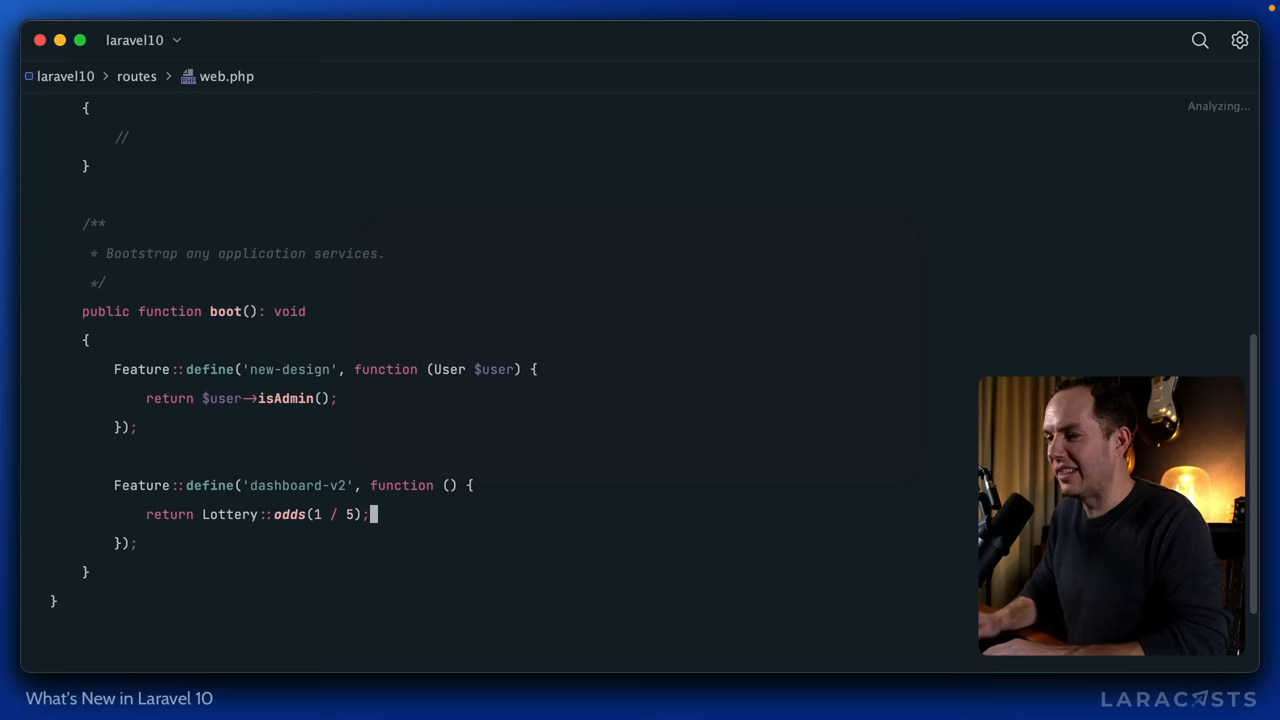 laravel10
laravel10 > routes > web.php
Analyzing...
{
//
}
/**
* Bootstrap any application services.
*/
public function boot(): void
{
Feature::define('new-design', function (User $user) {
return $user->isAdmin();
});
Feature::define('dashboard-v2', function () {
return Lottery::odds(1 / 5);
});
}
}
What's New in Laravel 10
LARACASTS